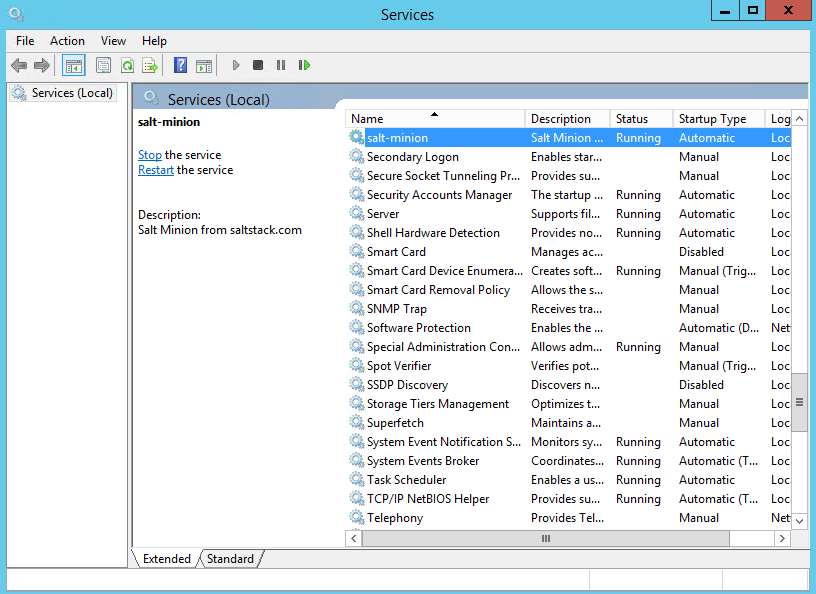 Services
File Action View Help
Services (Local)
Services (Local)
salt-minion
Stop the service
Restart the service
Description:
Salt Minion from saltstack.com
Name Description Status Startup Type Log
salt-minion Salt Minion ... Running Automatic Loc
Secondary Logon Enables star... Manual Loc
Secure Socket Tunneling Pr... Provides su... Manual Loc
Security Accounts Manager The startup ... Running Automatic Loc
Server Supports fil... Running Automatic Loc
Shell Hardware Detection Provides no... Running Automatic Loc
Smart Card Manages ac... Disabled Loc
Smart Card Device Enumera... Creates soft... Running Manual (Trig... Loc
Smart Card Removal Policy Allows the s... Manual Loc
SNMP Trap Receives tra... Manual Loc
Software Protection Enables the ... Automatic (D... Net
Special Administration Con... Allows adm... Running Manual Loc
Spot Verifier Verifies pot... Manual (Trig... Loc
SSDP Discovery Discovers n... Disabled Loc
Storage Tiers Management Optimizes t... Manual Loc
Superfetch Maintains a... Manual Loc
System Event Notification S... Monitors sy... Running Automatic Loc
System Events Broker Coordinates... Running Automatic (T... Loc
Task Scheduler Enables a us... Running Automatic Loc
TCP/IP NetBIOS Helper Provides su... Running Automatic (T... Loc
Telephony Provides Tel... Manual Net
Extended Standard